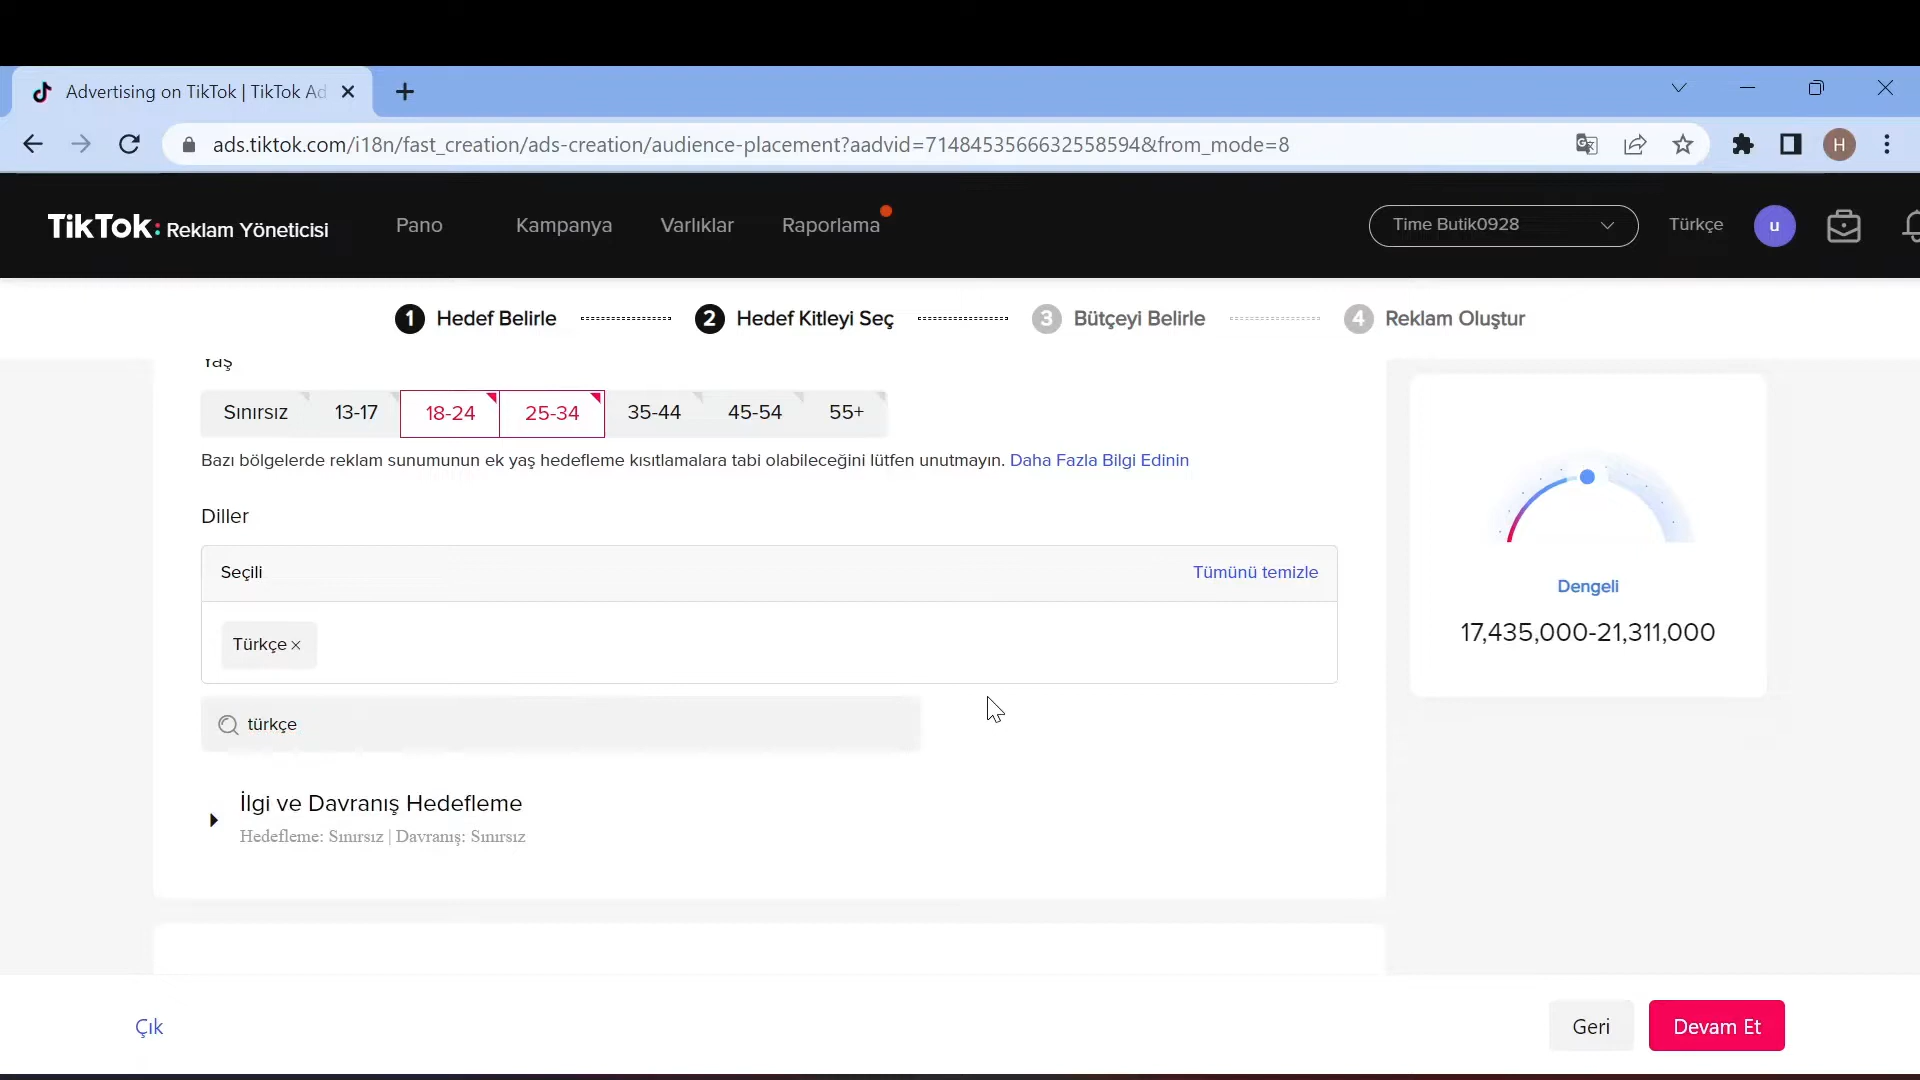 Advertising on TikTok | TikTok Ad
ads.tiktok.com/i18n/fast_creation/ads-creation/audience-placement?aadvid=7148453566632558594&from_mode=8
H
TikTok: Reklam Yöneticisi
Pano
Kampanya
Varlıklar
Raporlama
Time Butik0928
Türkçe
u
1 Hedef Belirle
2 Hedef Kitleyi Seç
3 Bütçeyi Belirle
4 Reklam Oluştur
Yaş
Sınırsız 13-17 18-24 25-34 35-44 45-54 55+
Bazı bölgelerde reklam sunumunun ek yaş hedefleme kısıtlamalara tabi olabileceğini lütfen unutmayın. Daha Fazla Bilgi Edinin
Diller
Seçili
Tümünü temizle
Türkçe ×
türkçe
İlgi ve Davranış Hedefleme
Hedefleme: Sınırsız | Davranış: Sınırsız
Dengeli
17,435,000-21,311,000
Çık
Geri
Devam Et